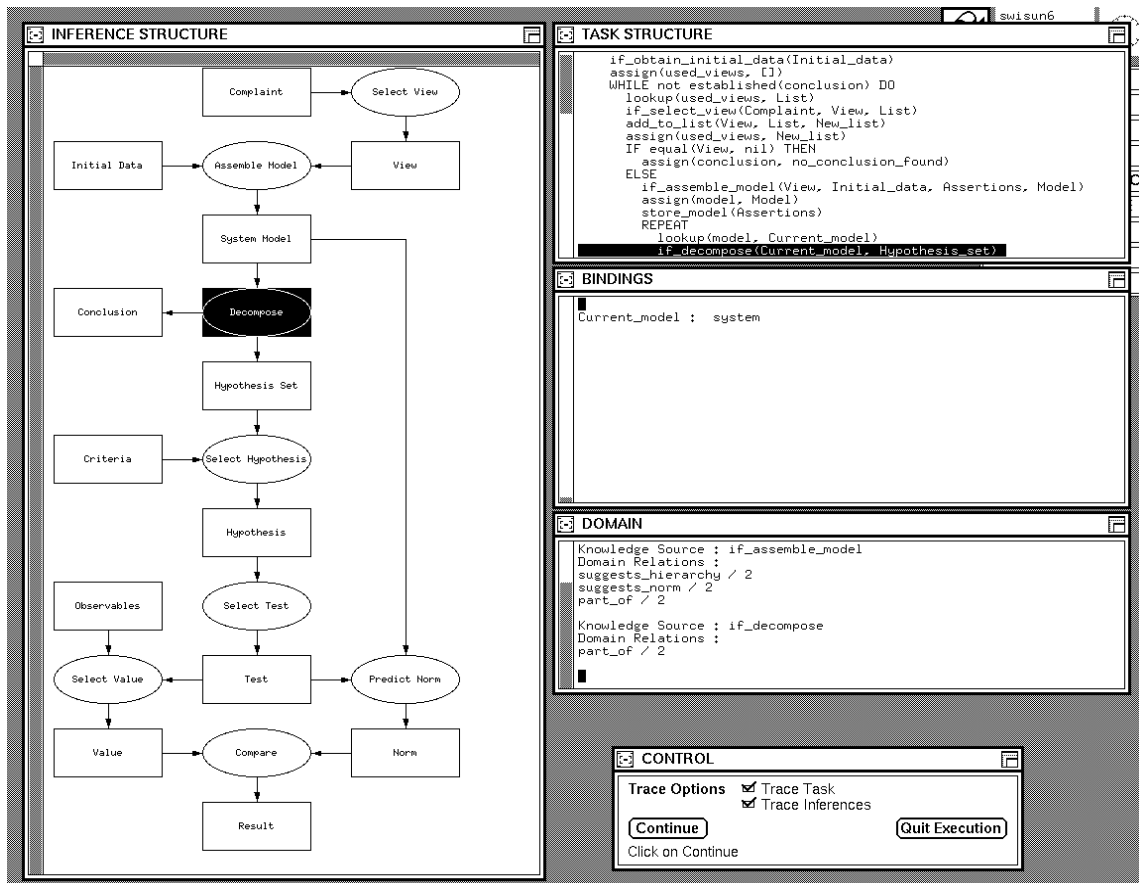 swisun6
INFERENCE STRUCTURE
Complaint
Select View
Initial Data
Assemble Model
View
System Model
Conclusion
Decompose
Hypothesis Set
Criteria
Select Hypothesis
Hypothesis
Observables
Select Test
Select Value
Test
Predict Norm
Value
Compare
Norm
Result
TASK STRUCTURE
if_obtain_initial_data(Initial_data)
assign(used_views, [])
WHILE not established(conclusion) DO
lookup(used_views, List)
if_select_view(Complaint, View, List)
add_to_list(View, List, New_list)
assign(used_views, New_list)
IF equal(View, nil) THEN
assign(conclusion, no_conclusion_found)
ELSE
if_assemble_model(View, Initial_data, Assertions, Model)
assign(model, Model)
store_model(Assertions)
REPEAT
lookup(model, Current_model)
if_decompose(Current_model, Hypothesis_set)
BINDINGS
Current_model : system
DOMAIN
Knowledge Source : if_assemble_model
Domain Relations :
suggests_hierarchy / 2
suggests_norm / 2
part_of / 2
Knowledge Source : if_decompose
Domain Relations :
part_of / 2
CONTROL
Trace Options Trace Task
Trace Inferences
Continue Quit Execution
Click on Continue